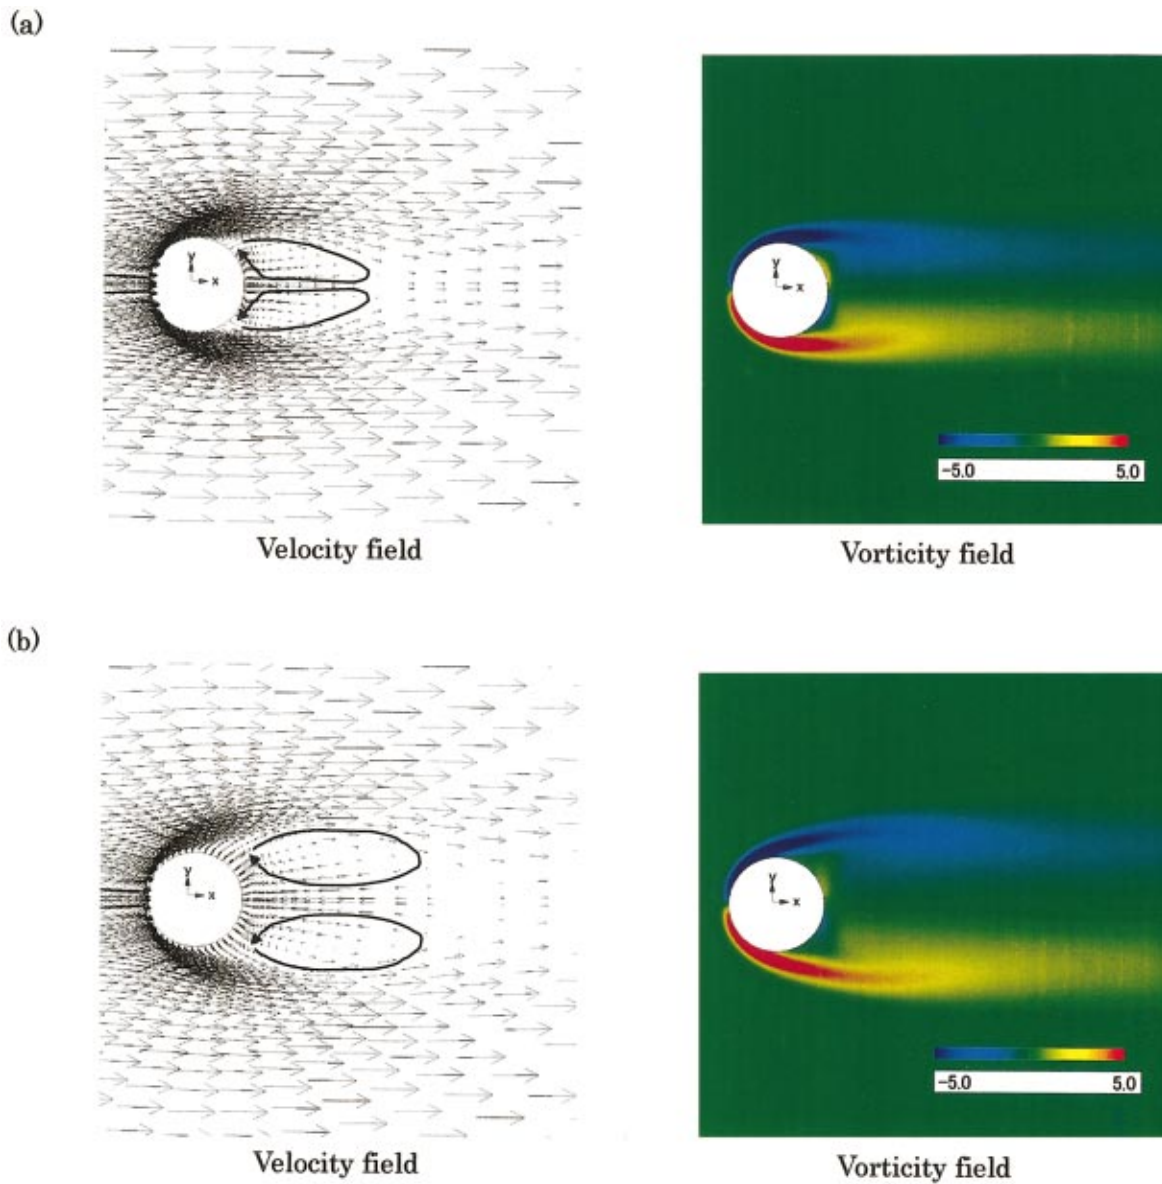 (a)
y
x
y
x
−5.0 5.0
Velocity field
Vorticity field
(b)
y
x
y
x
−5.0 5.0
Velocity field
Vorticity field